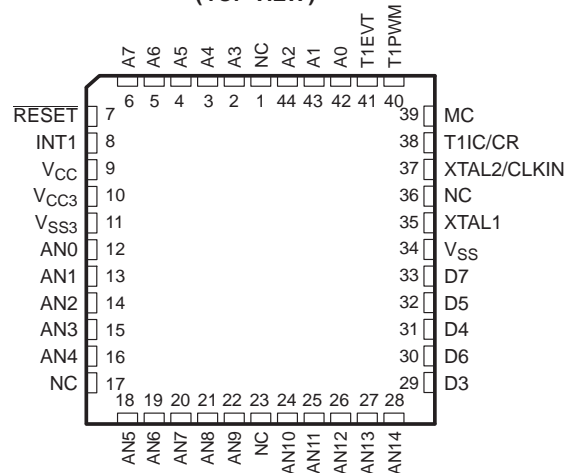 A7 A6 A5 A4 A3 NC A2 A1 A0 T1EVT T1PWM
6 5 4 3 2 1 44 43 42 41 40
RESET 7 39 MC
INT1 8 38 T1IC/CR
VCC 9 37 XTAL2/CLKIN
VCC3 10 36 NC
VSS3 11 35 XTAL1
AN0 12 34 VSS
AN1 13 33 D7
AN2 14 32 D5
AN3 15 31 D4
AN4 16 30 D6
NC 17 29 D3
18 19 20 21 22 23 24 25 26 27 28
AN5 AN6 AN7 AN8 AN9 NC AN10 AN11 AN12 AN13 AN14